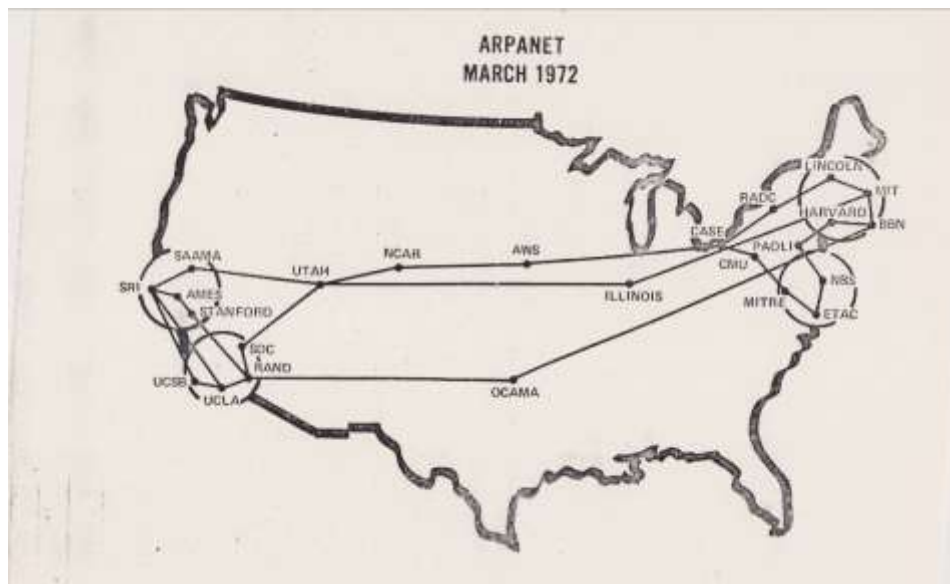 ARPANET
MARCH 1972
LINCOLN
MIT
RADC
HARVARD
BBN
CASE
PAOLI
CMU
NBS
MITRE
ETAC
SAAMA
NCAR
AWS
UTAH
SRI
AMES
STANFORD
ILLINOIS
SDC
RAND
UCSB
UCLA
OCAMA